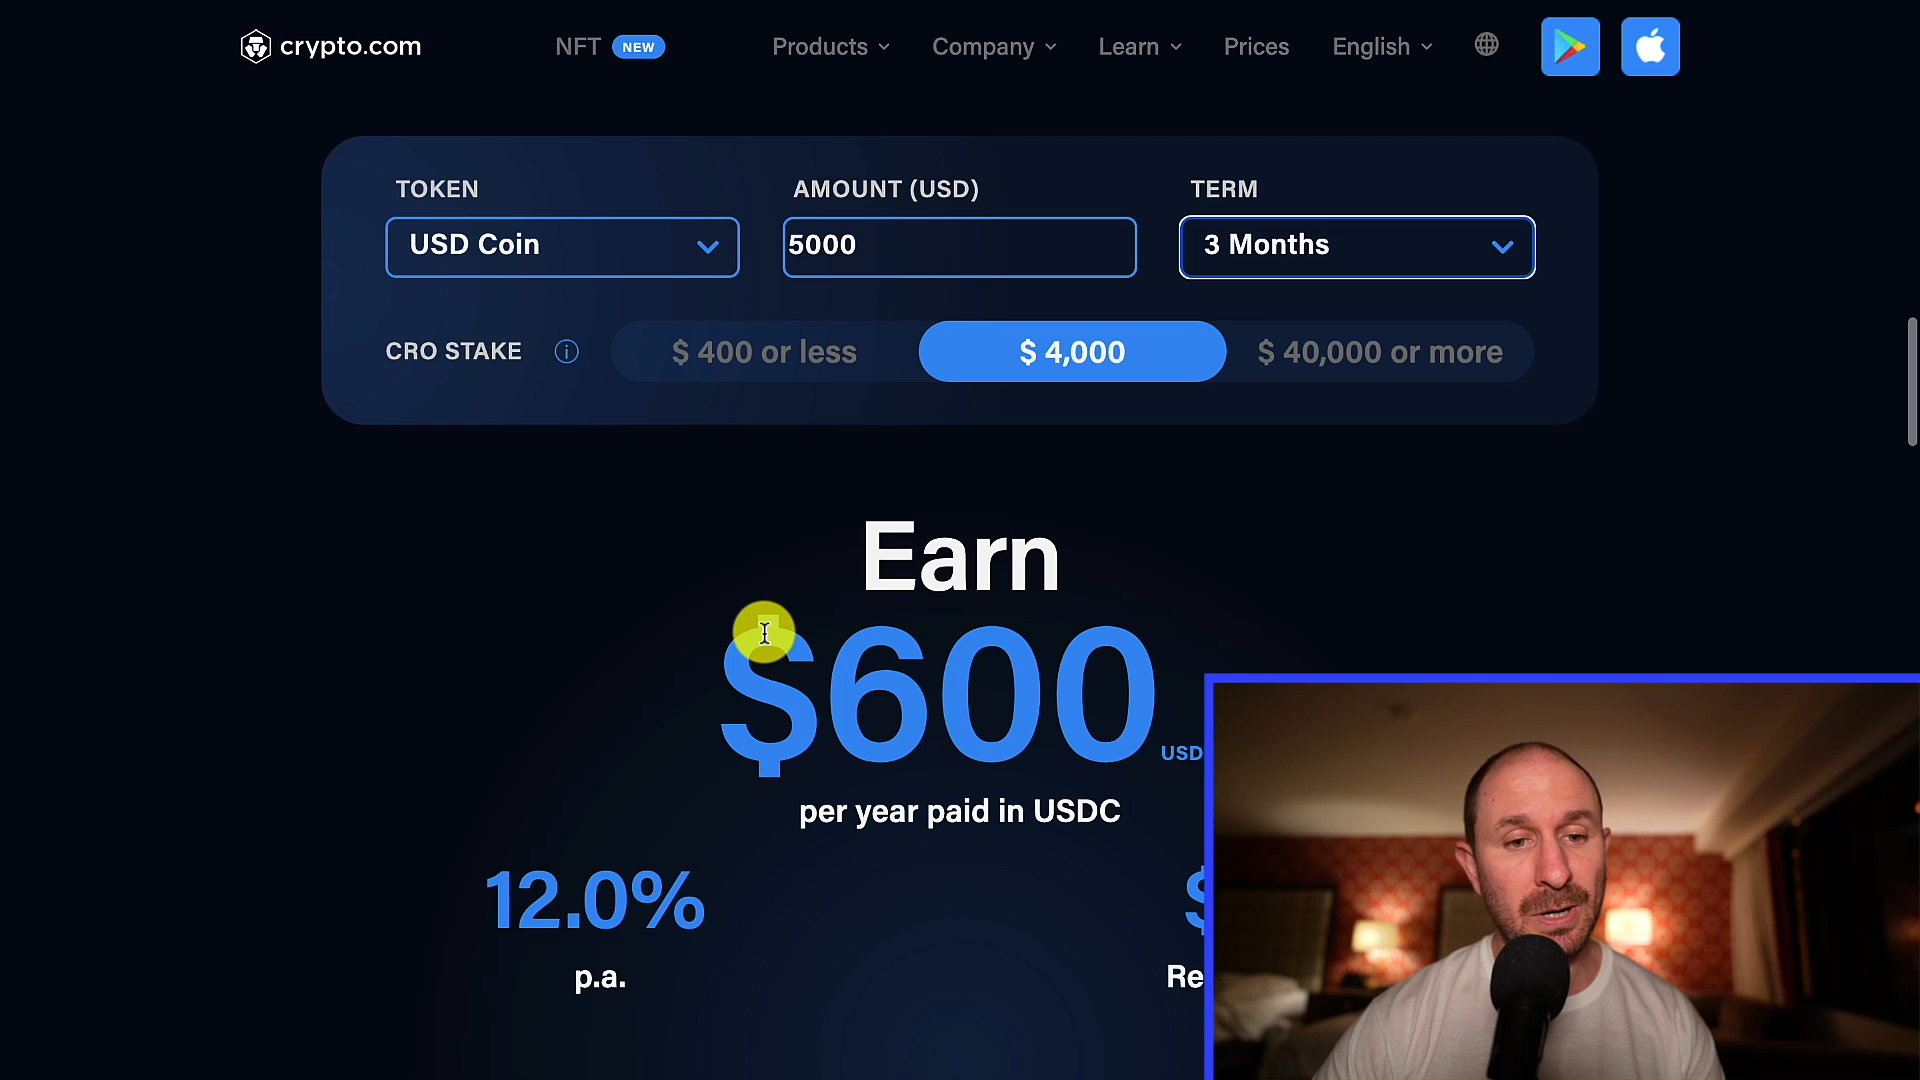 crypto.com NFT NEW Products Company Learn Prices English
TOKEN AMOUNT (USD) TERM
USD Coin 5000 3 Months
CRO STAKE i $ 400 or less $ 4,000 $ 40,000 or more
Earn
$600 USD
per year paid in USDC
12.0% $
p.a. Re